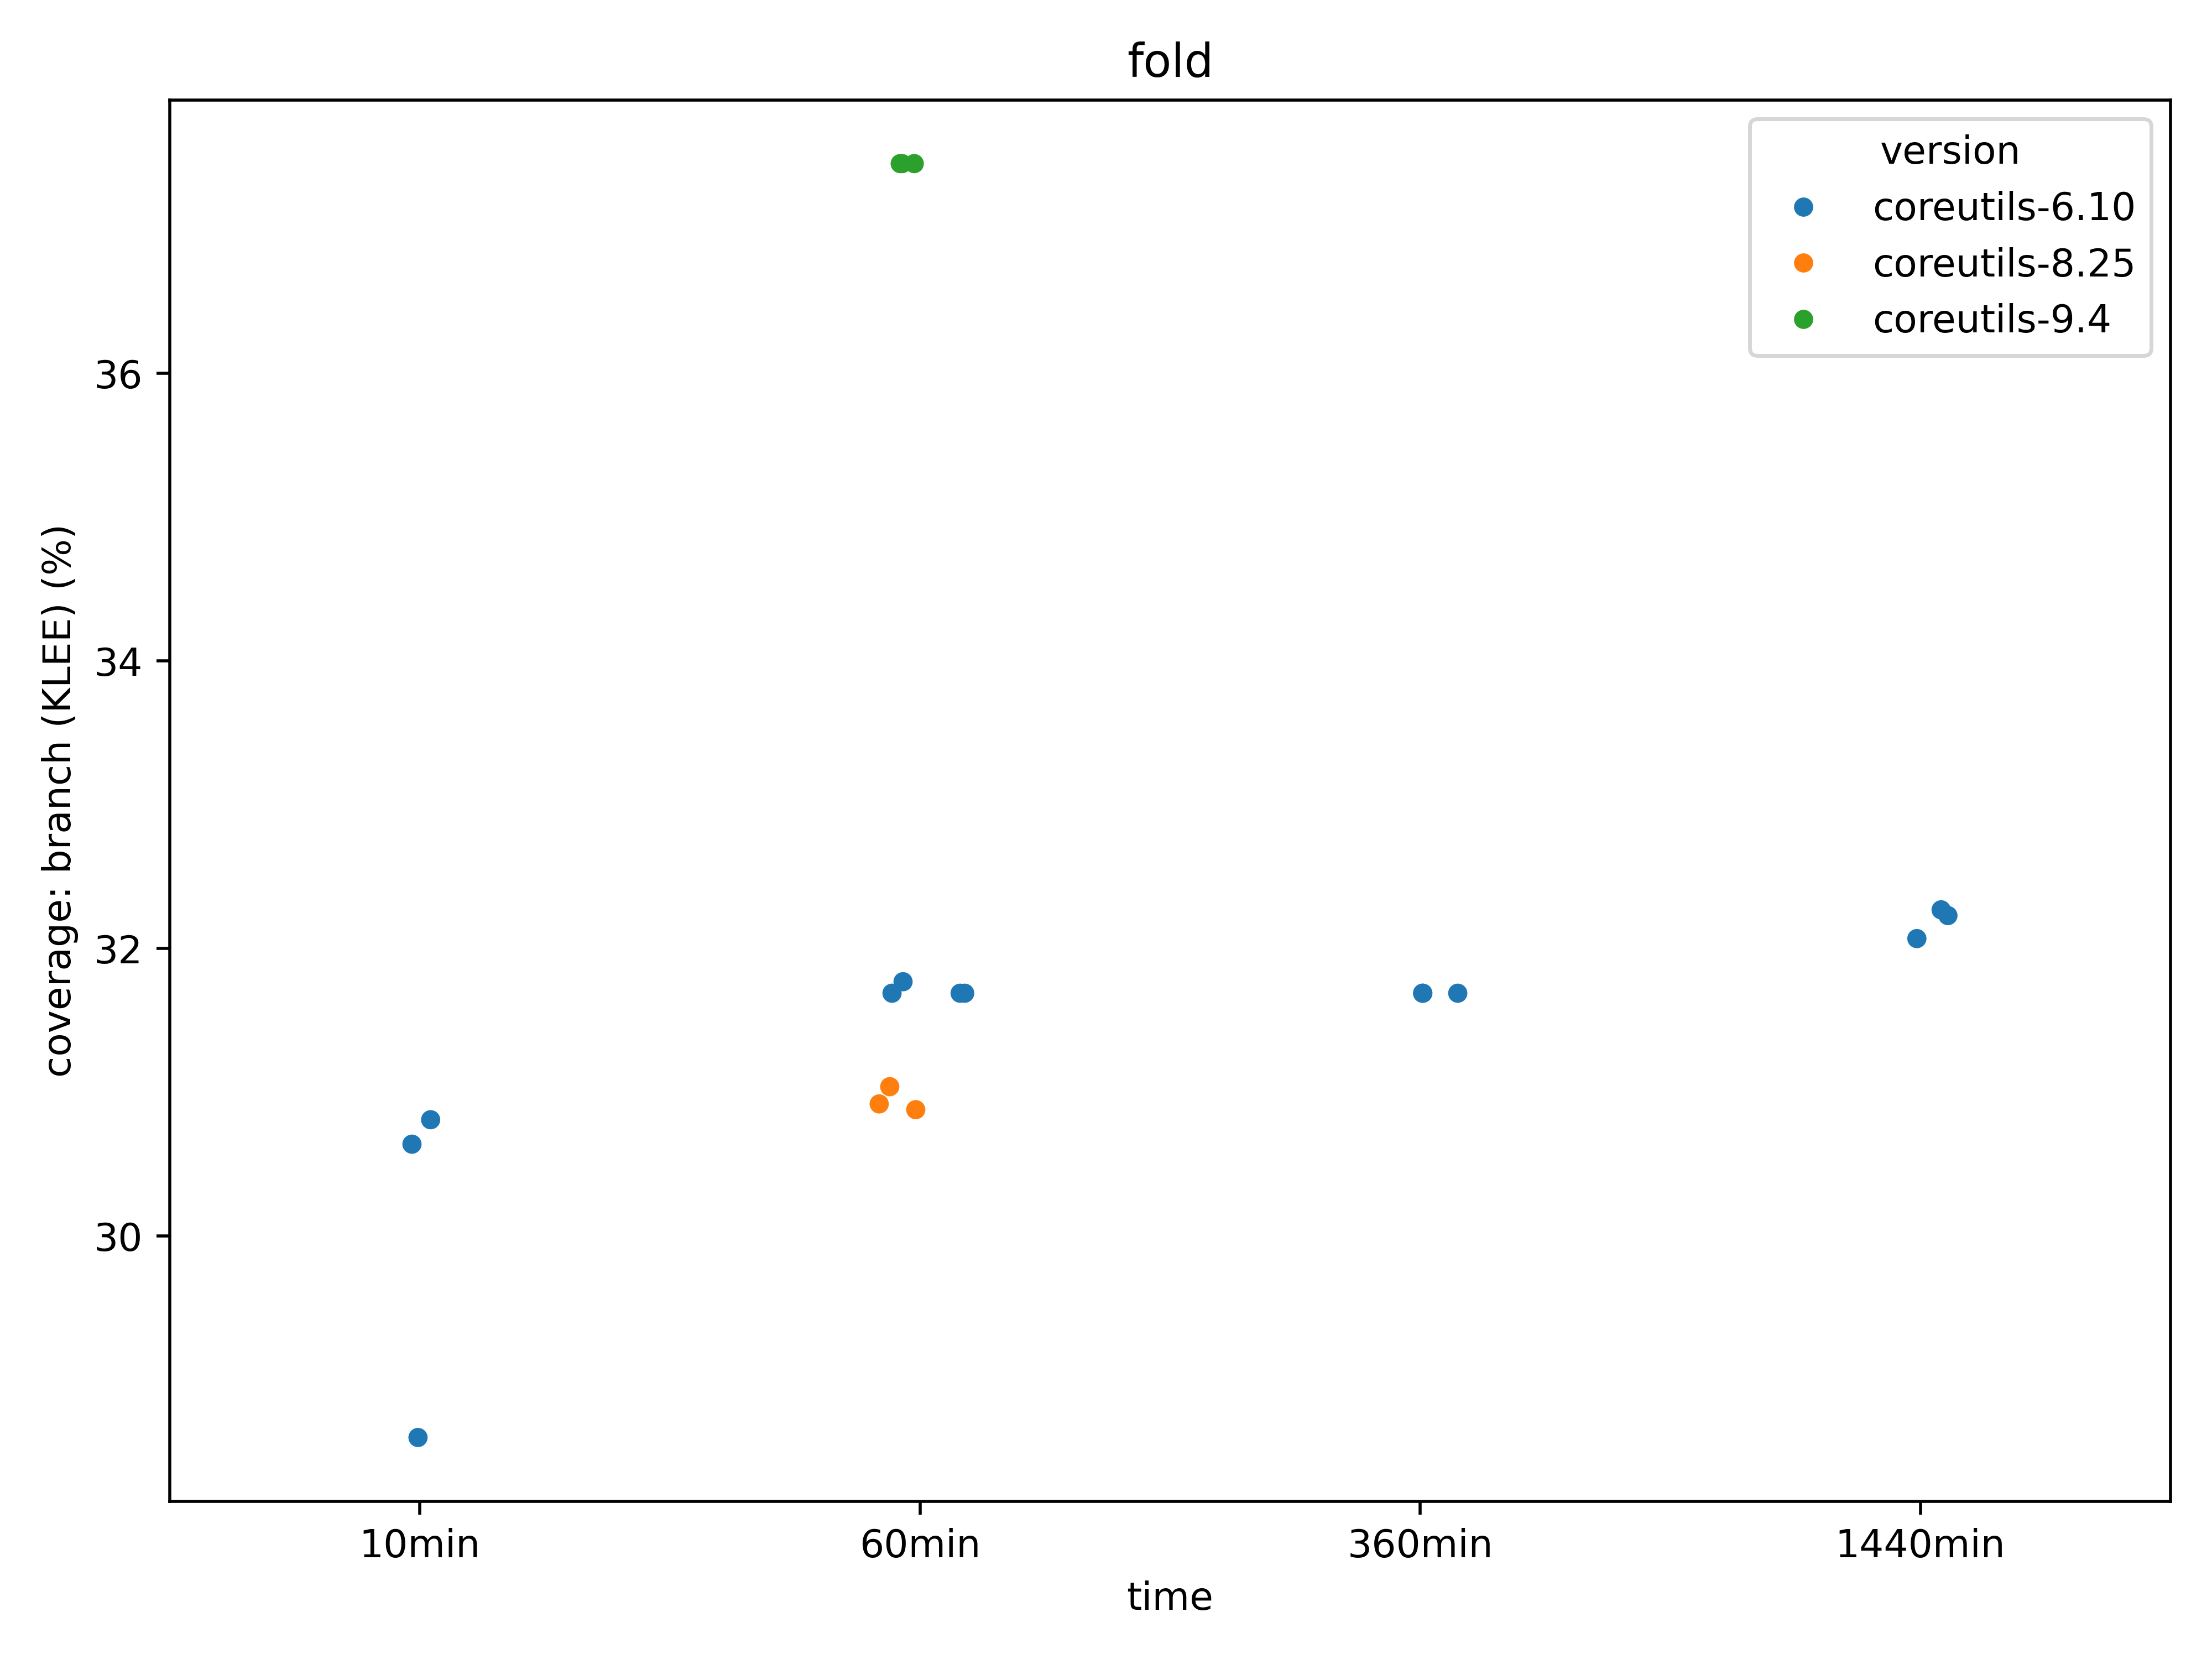 fold
version
coreutils-6.10
coreutils-8.25
coreutils-9.4
coverage: branch (KLEE) (%)
36
34
32
30
10min
60min
360min
1440min
time